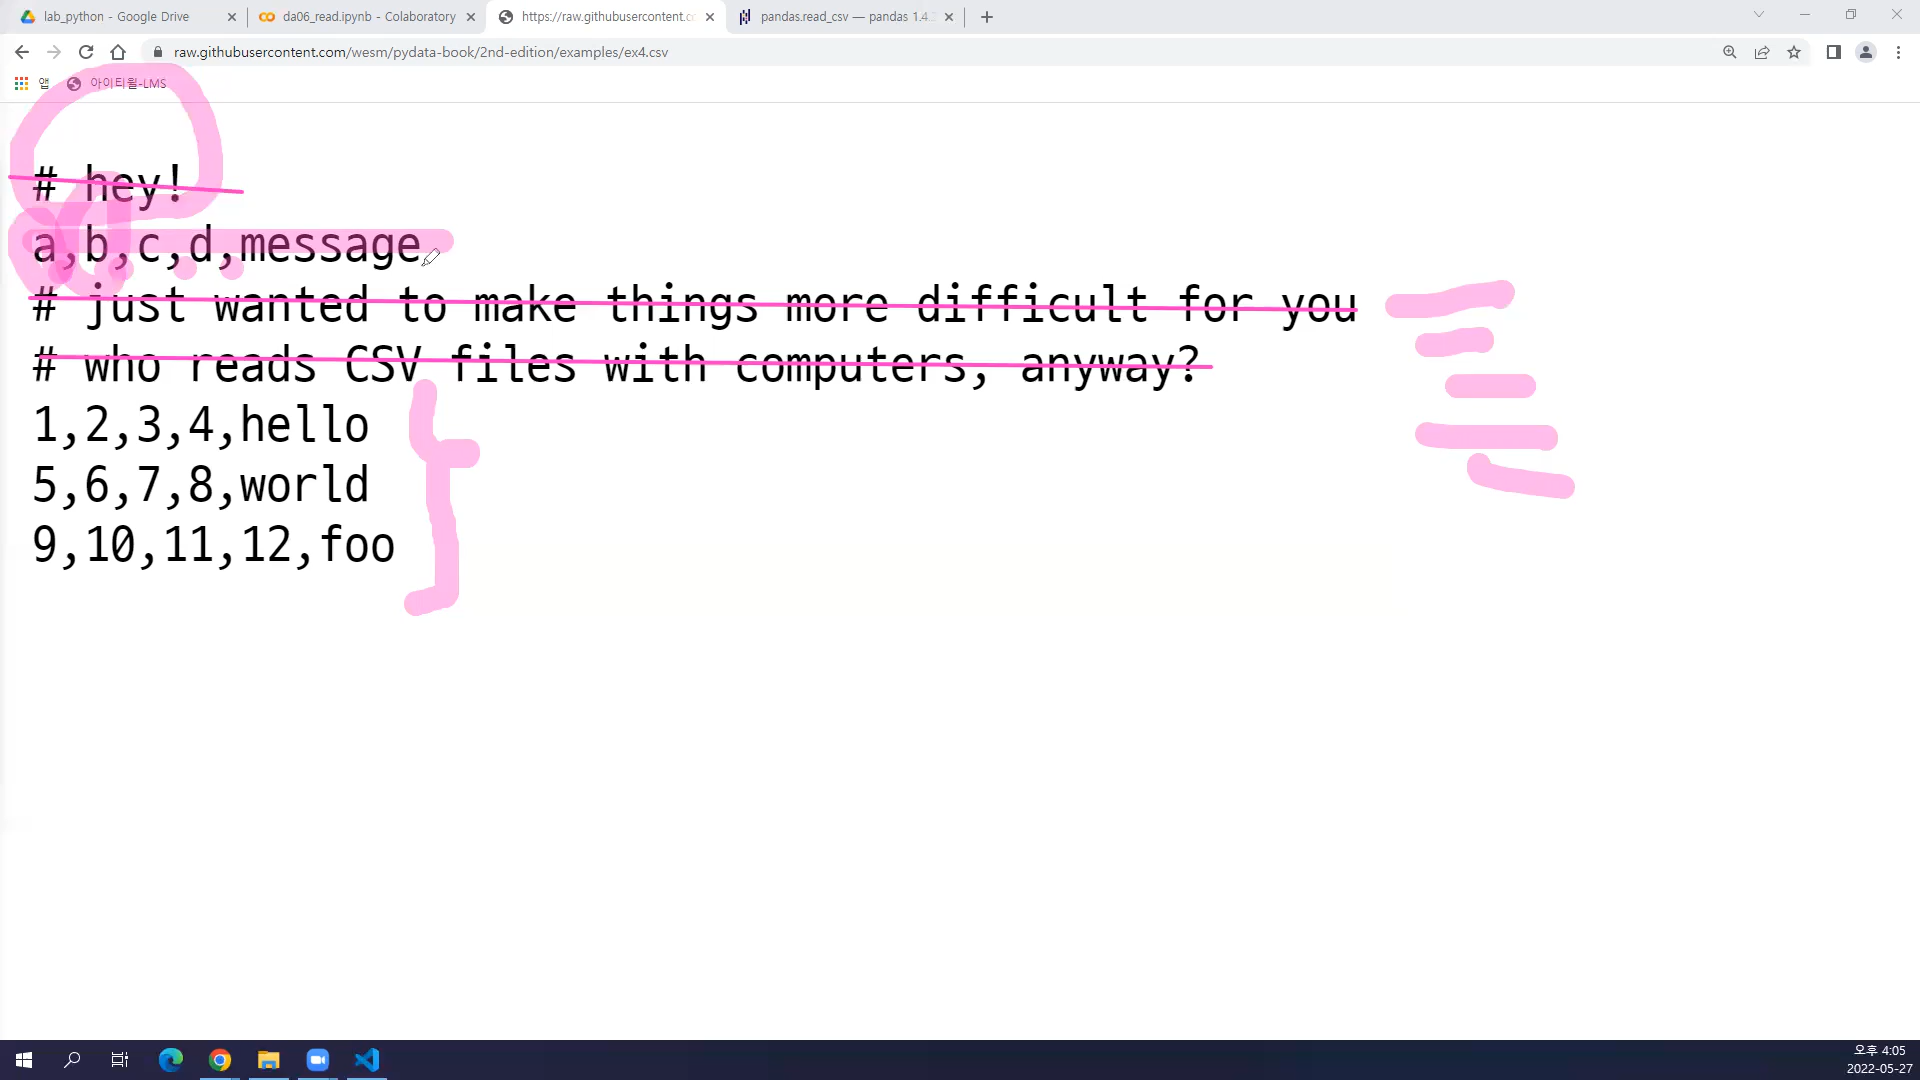 lab_python - Google Drive
da06_read.ipynb - Colaboratory
https://raw.githubusercontent.co
pandas.read_csv — pandas 1.4.
raw.githubusercontent.com/wesm/pydata-book/2nd-edition/examples/ex4.csv
앱
아이티윌-LMS
# hey!
a,b,c,d,message
# just wanted to make things more difficult for you
# who reads CSV files with computers, anyway?
1,2,3,4,hello
5,6,7,8,world
9,10,11,12,foo
오후 4:05
2022-05-27